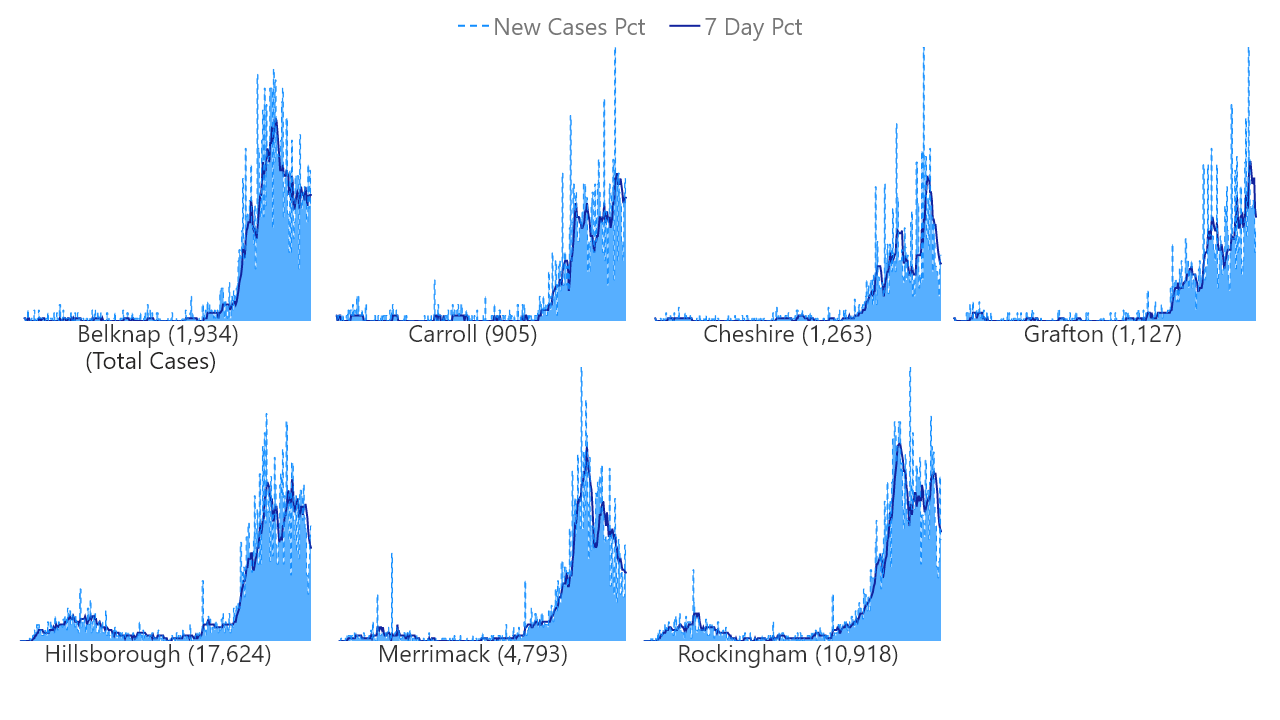 New Cases Pct 7 Day Pct
Belknap (1,934)
(Total Cases)
Carroll (905)
Cheshire (1,263)
Grafton (1,127)
Hillsborough (17,624)
Merrimack (4,793)
Rockingham (10,918)